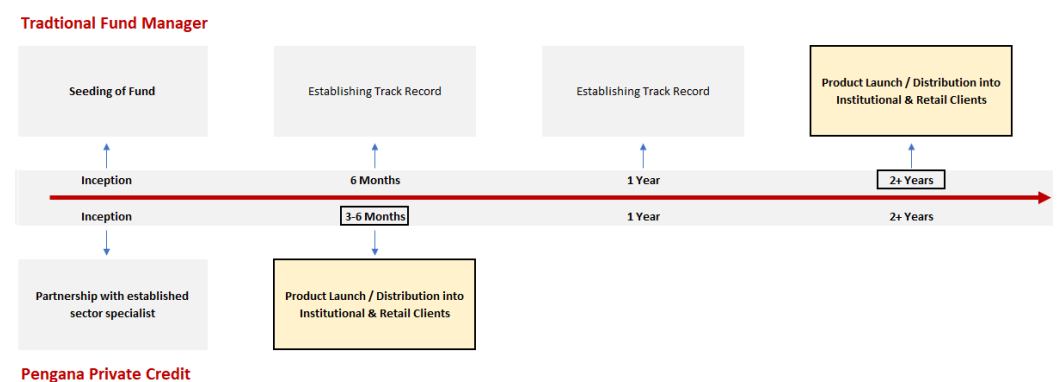 Tradtional Fund Manager
Seeding of Fund
Establishing Track Record
Establishing Track Record
Product Launch / Distribution into
Institutional & Retail Clients
Inception
6 Months
1 Year
2+ Years
Inception
3-6 Months
1 Year
2+ Years
Partnership with established
sector specialist
Product Launch / Distribution into
Institutional & Retail Clients
Pengana Private Credit